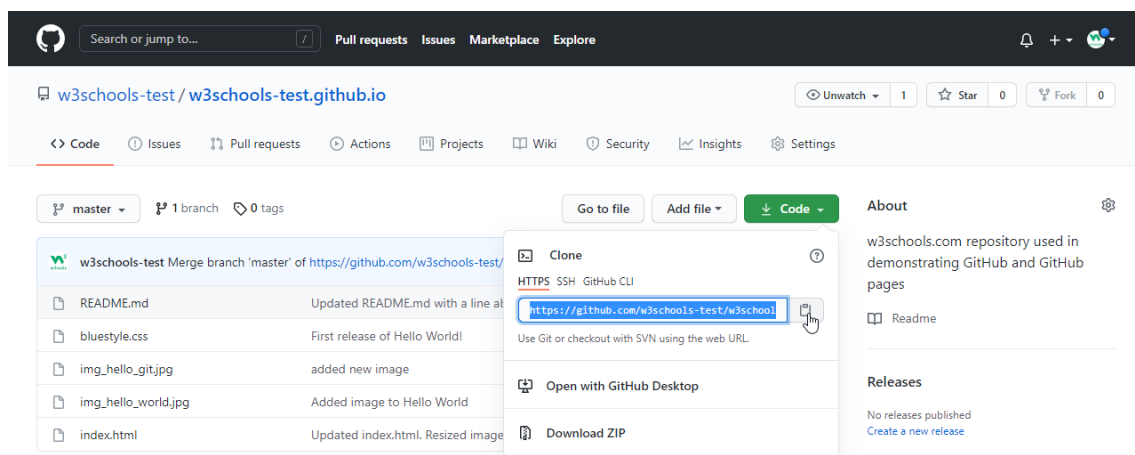 Search or jump to... / Pull requests Issues Marketplace Explore
w3schools-test / w3schools-test.github.io
Unwatch 1 Star 0 Fork 0
<> Code Issues Pull requests Actions Projects Wiki Security Insights Settings
master 1 branch 0 tags
Go to file Add file Code
Clone
HTTPS SSH GitHub CLI
https://github.com/w3schools-test/w3school
Use Git or checkout with SVN using the web URL.
Open with GitHub Desktop
Download ZIP
w3schools-test Merge branch 'master' of https://github.com/w3schools-test/
README.md Updated README.md with a line ab
bluestyle.css First release of Hello World!
img_hello_git.jpg added new image
img_hello_world.jpg Added image to Hello World
index.html Updated index.html. Resized image
About
w3schools.com repository used in
demonstrating GitHub and GitHub
pages
Readme
Releases
No releases published
Create a new release